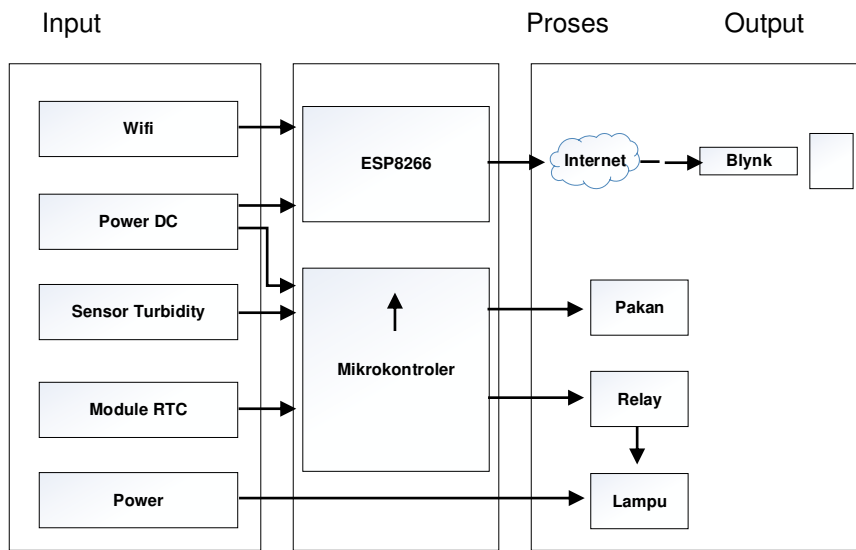 Input
Proses
Output
Wifi
ESP8266
Internet
Blynk
Power DC
Sensor Turbidity
Pakan
Mikrokontroler
Module RTC
Relay
Power
Lampu